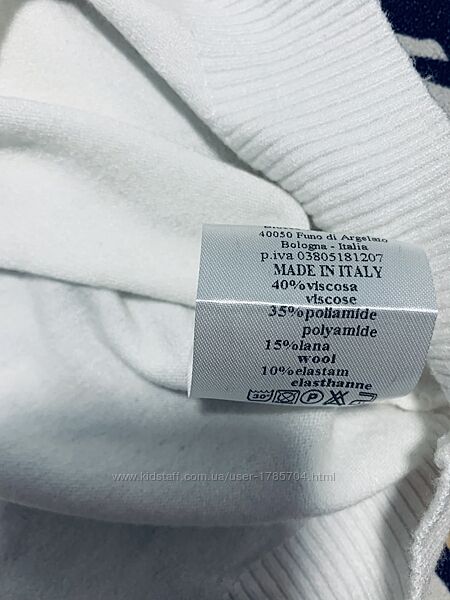 40050 Funo di Argelato
Bologna - Italia
p.iva 03805181207
MADE IN ITALY
40%viscosa
viscose
35%poliamide
polyamide
15%lana
wool
10%elastam
elasthanne
30°
P
www.kidstaff.com.ua/user-1785704.html